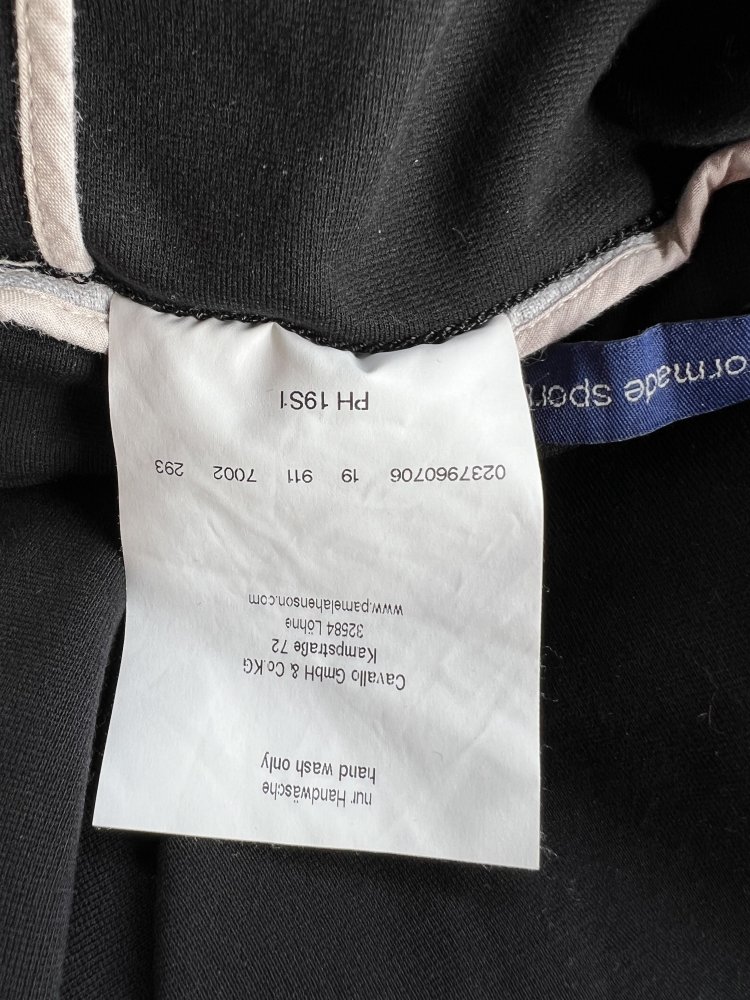 nur Handwäsche
hand wash only
Cavallo GmbH & Co.KG
Kampstraße 72
32584 Löhne
www.pamelahenson.com
0237960706 19 911 7002 293
PH 19S1
ormade spor